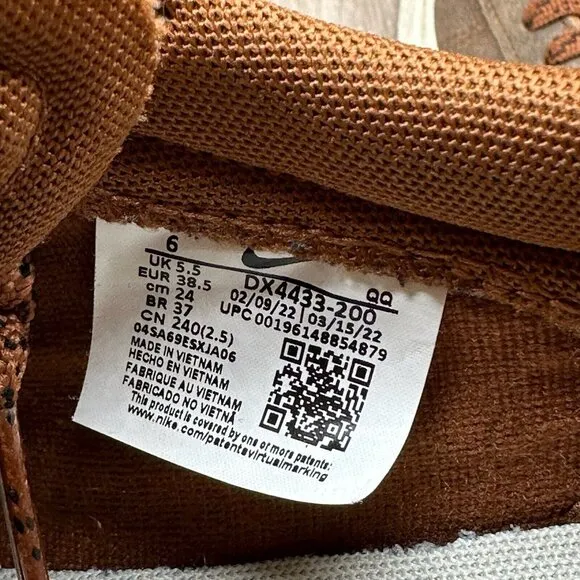 6
UK 5.5
EUR 38.5
cm 24
BR 37
CN 240(2.5)
04SA69ESXJA06
DX4433-200 QQ
02/09/22 | 03/15/22
UPC 00196148854879
MADE IN VIETNAM
HECHO EN VIETNAM
FABRIQUE AU VIETNAM
FABRICADO NO VIETNÃ
This product is covered by one or more patents:
www.nike.com/patentsvirtualmarking